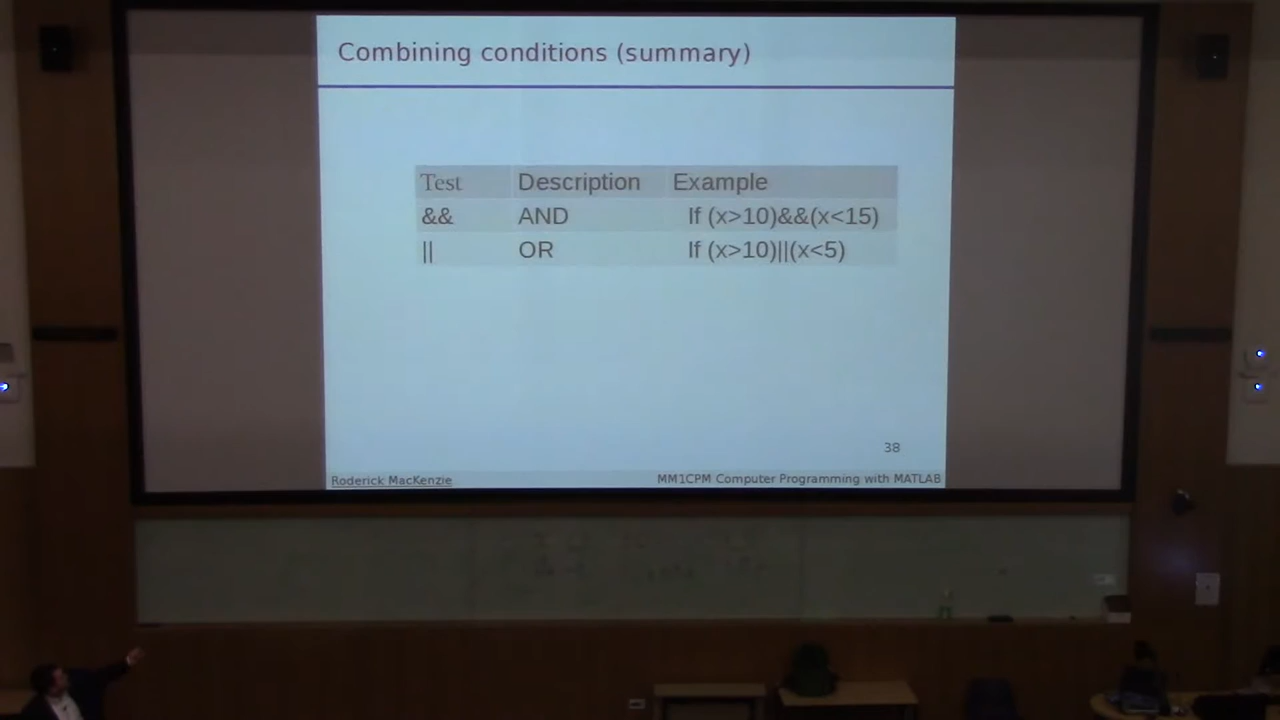 Combining conditions (summary)
Test Description Example
&& AND If (x>10)&&(x<15)
|| OR If (x>10)||(x<5)
38
Roderick MacKenzie MM1CPM Computer Programming with MATLAB